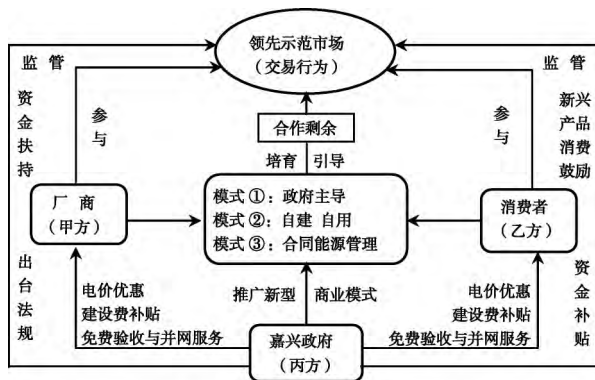 领先示范市场
（交易行为）
监 管
监 管
资金扶持
参与
合作剩余
参与
新兴产品消费鼓励
培育 引导
厂 商
（甲方）
模式①：政府主导
模式②：自建 自用
模式③：合同能源管理
消费者
（乙方）
出台法规
电价优惠
建设费补贴
免费验收与并网服务
推广新型 商业模式
电价优惠
建设费补贴
免费验收与并网服务
资金补贴
嘉兴政府
（丙方）